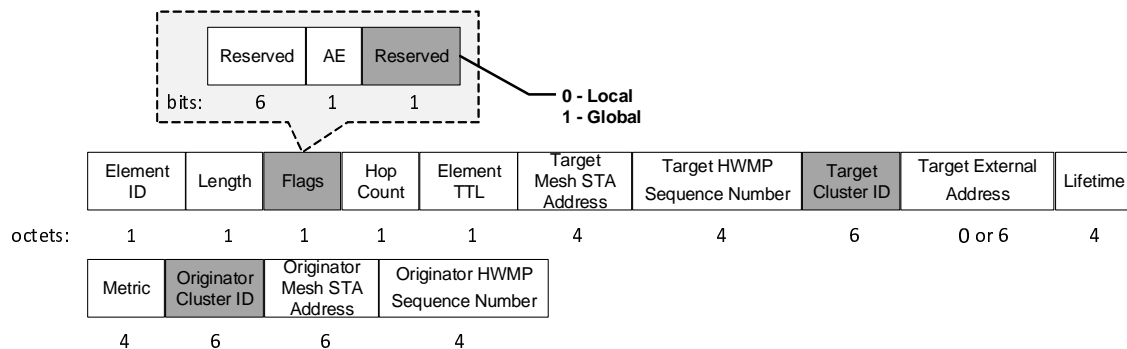 Reserved AE Reserved
bits: 6 1 1
0 - Local
1 - Global
Element ID Length Flags Hop Count Element TTL Target Mesh STA Address Target HWMP Sequence Number Target Cluster ID Target External Address Lifetime
octets: 1 1 1 1 1 4 4 6 0 or 6 4
Metric Originator Cluster ID Originator Mesh STA Address Originator HWMP Sequence Number
4 6 6 4